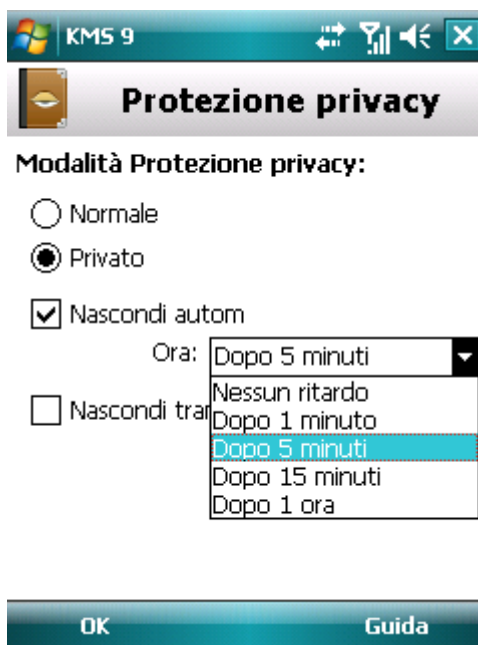 KMS 9
Protezione privacy
Modalità Protezione privacy:
Normale
Privato
Nascondi autom
Ora: Dopo 5 minuti
Nessun ritardo
Nascondi
Dopo 1 minuto
Dopo 5 minuti
Dopo 15 minuti
Dopo 1 ora
OK Guida